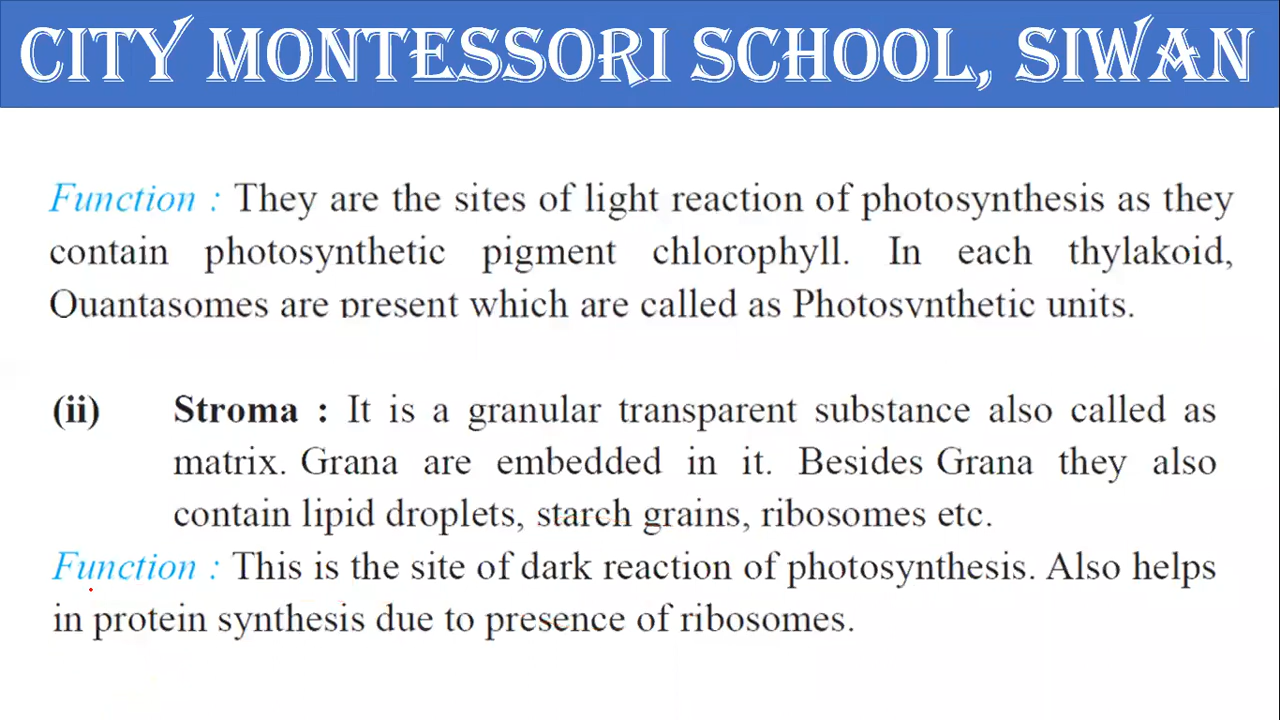 CITY MONTESSORI SCHOOL, SIWAN
Function : They are the sites of light reaction of photosynthesis as they
contain photosynthetic pigment chlorophyll. In each thylakoid,
Quantasomes are present which are called as Photosynthetic units.
(ii) Stroma : It is a granular transparent substance also called as
matrix. Grana are embedded in it. Besides Grana they also
contain lipid droplets, starch grains, ribosomes etc.
Function : This is the site of dark reaction of photosynthesis. Also helps
in protein synthesis due to presence of ribosomes.